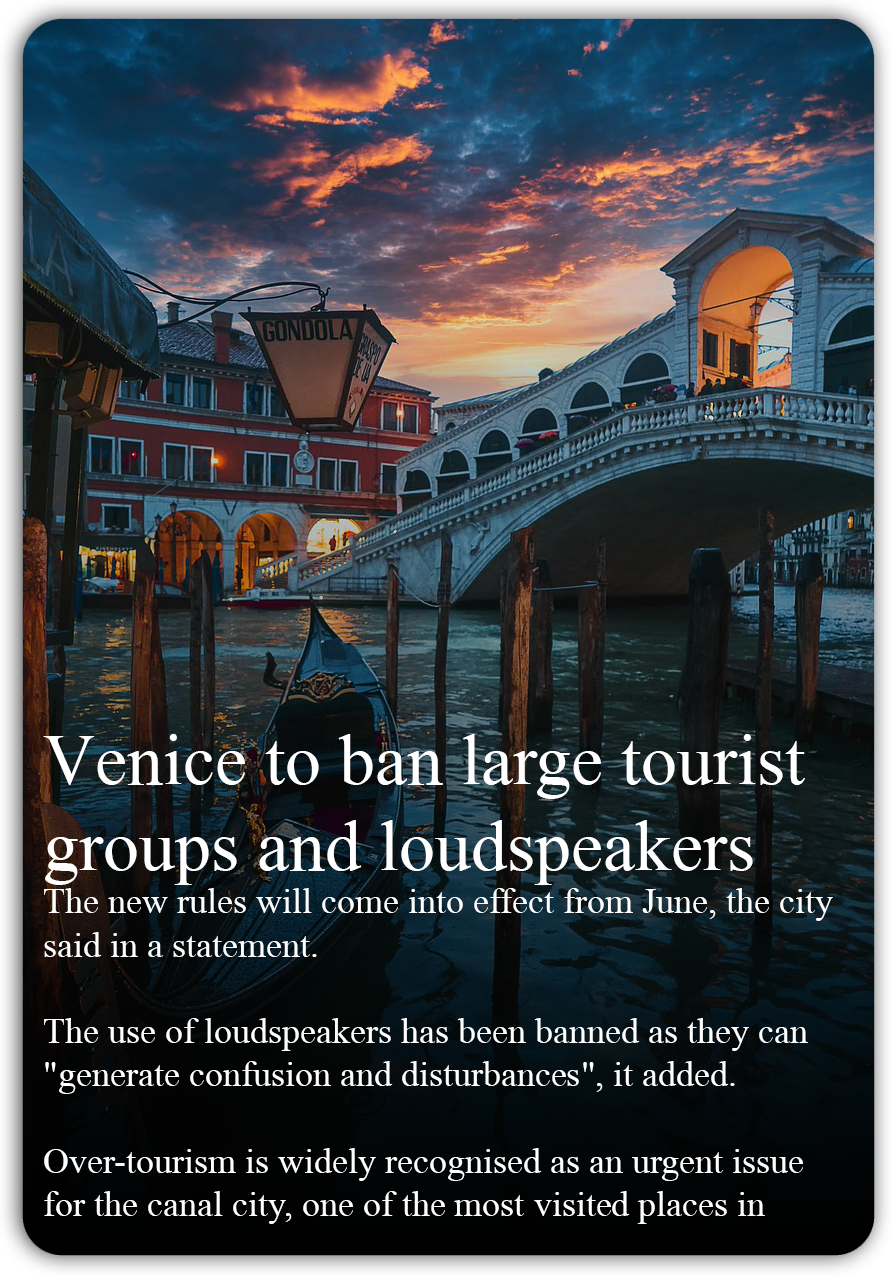 LA
GONDOLA
Venice to ban large tourist
groups and loudspeakers
The new rules will come into effect from June, the city
said in a statement.
The use of loudspeakers has been banned as they can
"generate confusion and disturbances", it added.
Over-tourism is widely recognised as an urgent issue
for the canal city, one of the most visited places in